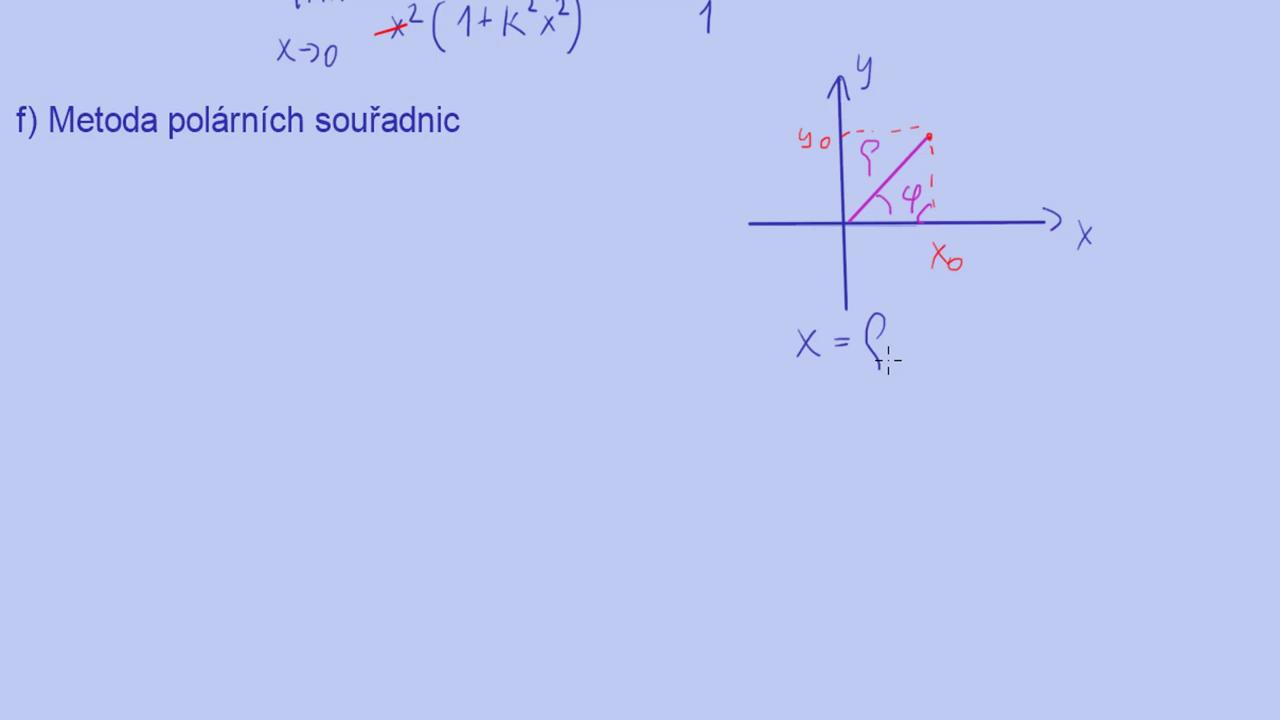 x²(1+k²x²) 1
x→0
f) Metoda polárních souřadnic
y
y₀
ρ
φ
x
x₀
x = ρ